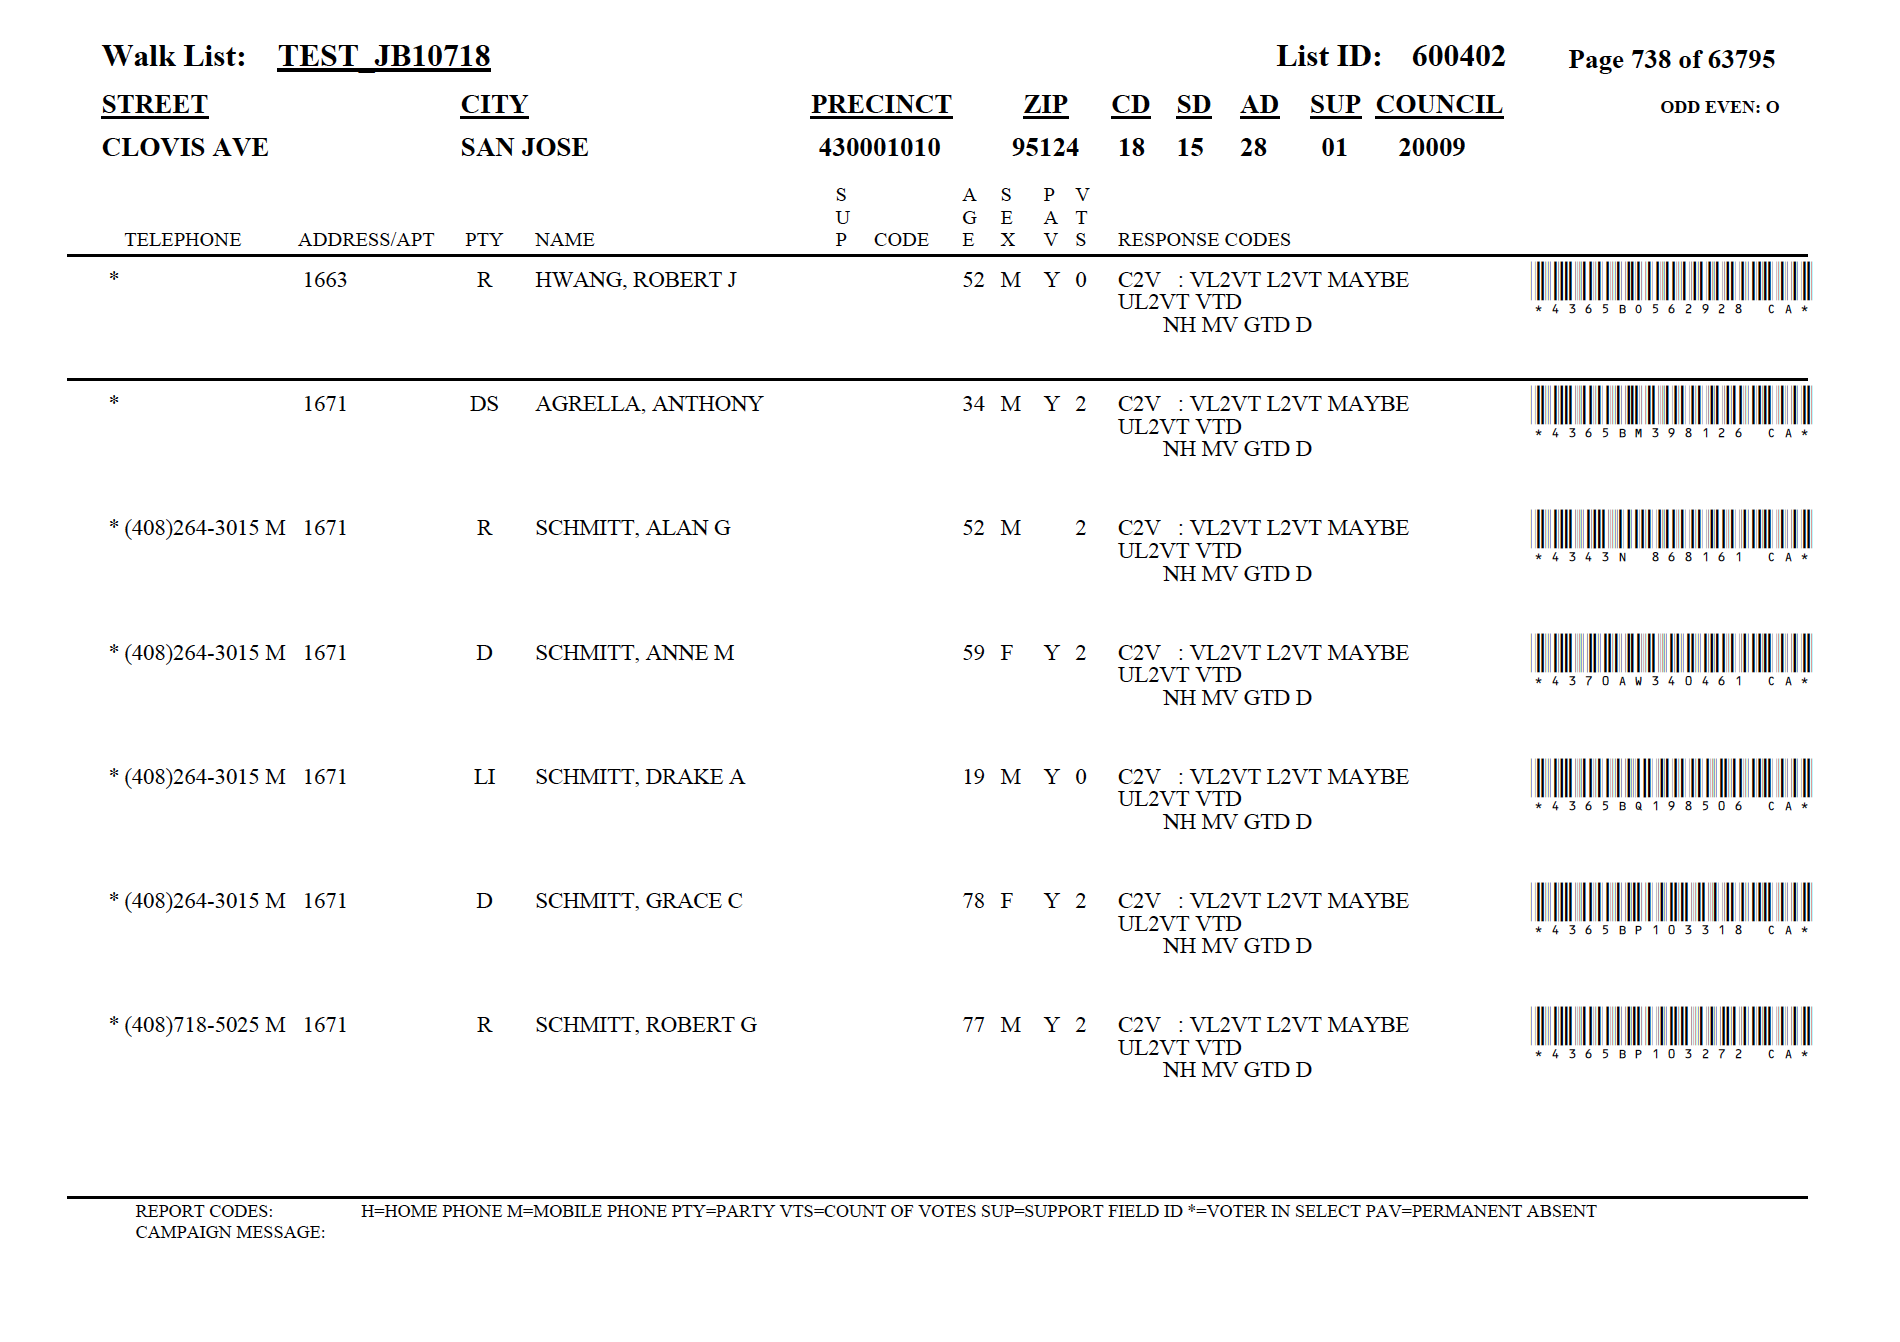 Walk List: TEST_JB10718 List ID: 600402 Page 738 of 63795
STREET CITY PRECINCT ZIP CD SD AD SUP COUNCIL ODD EVEN: O
CLOVIS AVE SAN JOSE 430001010 95124 18 15 28 01 20009
TELEPHONE ADDRESS/APT PTY NAME SUP CODE AGE SEX PAV VTS RESPONSE CODES
* 1663 R HWANG, ROBERT J 52 M Y 0 C2V : VL2VT L2VT MAYBE
UL2VT VTD
NH MV GTD D
*4365BO562928 CA*
* 1671 DS AGRELLA, ANTHONY 34 M Y 2 C2V : VL2VT L2VT MAYBE
UL2VT VTD
NH MV GTD D
*4365BM398126 CA*
* (408)264-3015 M 1671 R SCHMITT, ALAN G 52 M 2 C2V : VL2VT L2VT MAYBE
UL2VT VTD
NH MV GTD D
*4343N 868161 CA*
* (408)264-3015 M 1671 D SCHMITT, ANNE M 59 F Y 2 C2V : VL2VT L2VT MAYBE
UL2VT VTD
NH MV GTD D
*4370AW340461 CA*
* (408)264-3015 M 1671 LI SCHMITT, DRAKE A 19 M Y 0 C2V : VL2VT L2VT MAYBE
UL2VT VTD
NH MV GTD D
*4365BQ198506 CA*
* (408)264-3015 M 1671 D SCHMITT, GRACE C 78 F Y 2 C2V : VL2VT L2VT MAYBE
UL2VT VTD
NH MV GTD D
*4365BP103318 CA*
* (408)718-5025 M 1671 R SCHMITT, ROBERT G 77 M Y 2 C2V : VL2VT L2VT MAYBE
UL2VT VTD
NH MV GTD D
*4365BP103272 CA*
REPORT CODES: H=HOME PHONE M=MOBILE PHONE PTY=PARTY VTS=COUNT OF VOTES SUP=SUPPORT FIELD ID *=VOTER IN SELECT PAV=PERMANENT ABSENT
CAMPAIGN MESSAGE: